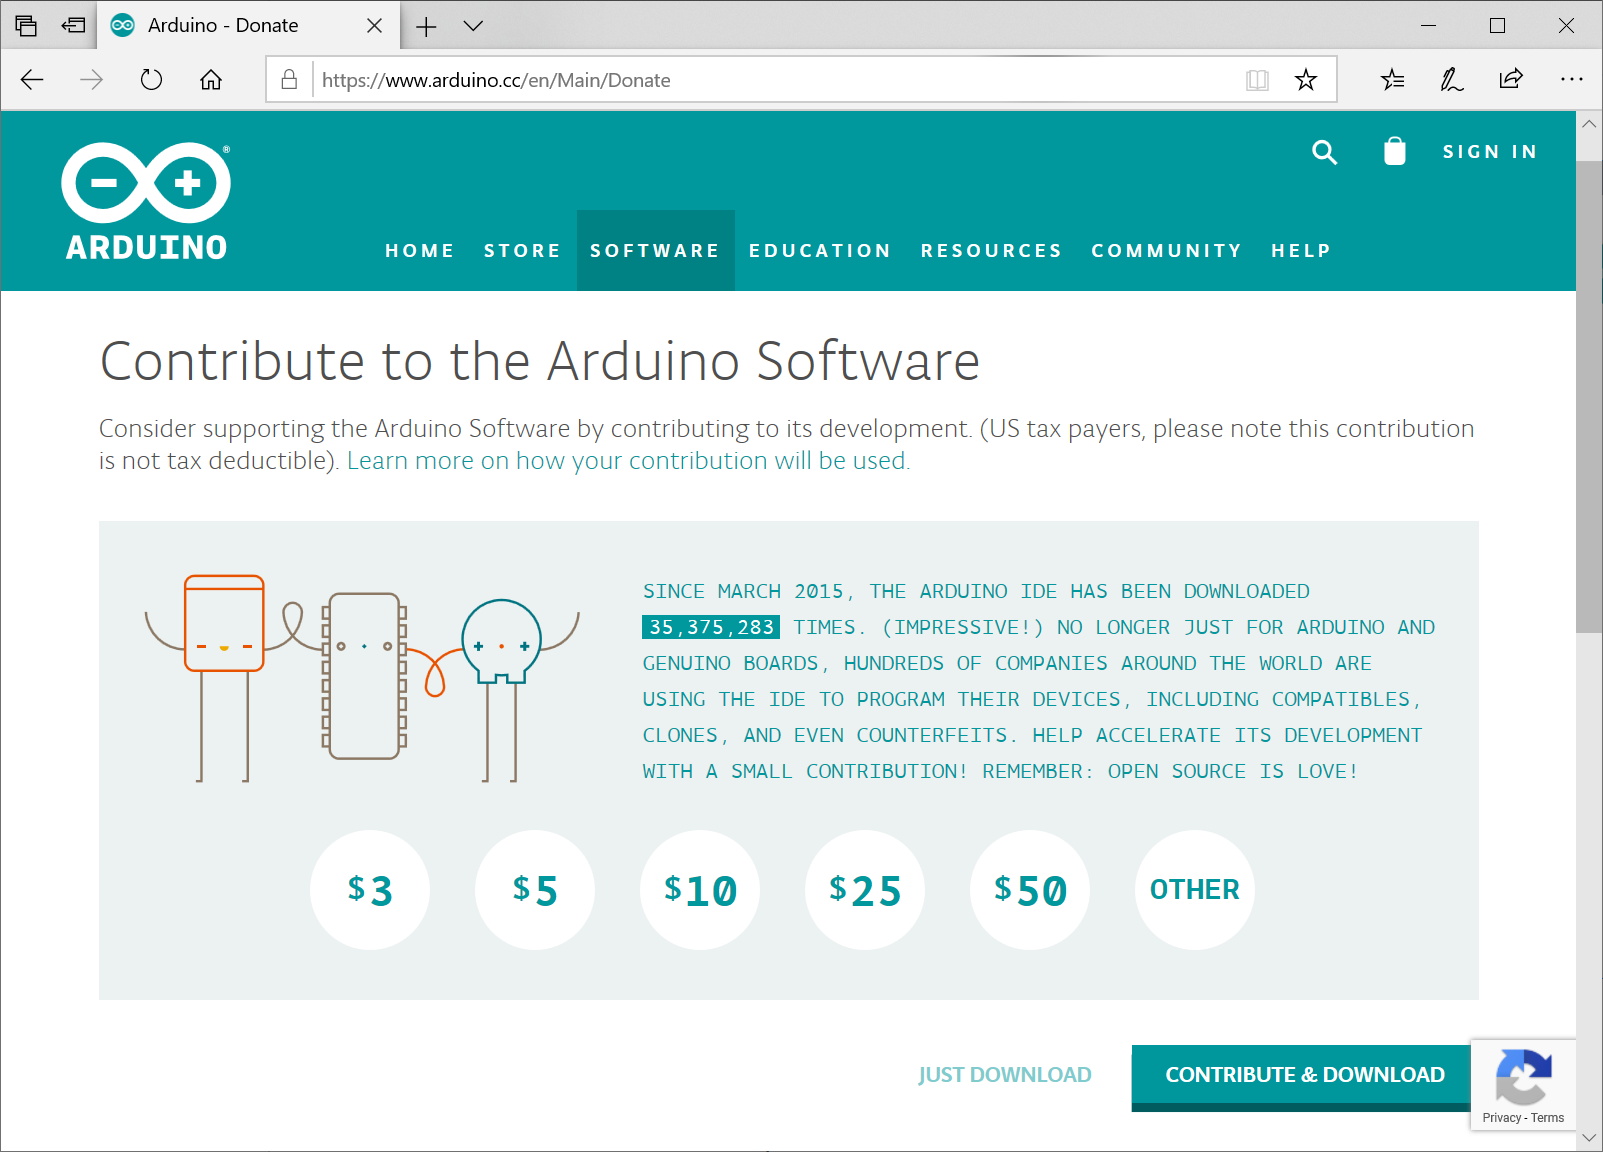 Arduino - Donate
https://www.arduino.cc/en/Main/Donate
SIGN IN
®
ARDUINO
HOME STORE SOFTWARE EDUCATION RESOURCES COMMUNITY HELP
Contribute to the Arduino Software
Consider supporting the Arduino Software by contributing to its development. (US tax payers, please note this contribution
is not tax deductible). Learn more on how your contribution will be used.
SINCE MARCH 2015, THE ARDUINO IDE HAS BEEN DOWNLOADED
35,375,283 TIMES. (IMPRESSIVE!) NO LONGER JUST FOR ARDUINO AND
GENUINO BOARDS, HUNDREDS OF COMPANIES AROUND THE WORLD ARE
USING THE IDE TO PROGRAM THEIR DEVICES, INCLUDING COMPATIBLES,
CLONES, AND EVEN COUNTERFEITS. HELP ACCELERATE ITS DEVELOPMENT
WITH A SMALL CONTRIBUTION! REMEMBER: OPEN SOURCE IS LOVE!
$3 $5 $10 $25 $50 OTHER
JUST DOWNLOAD CONTRIBUTE & DOWNLOAD
Privacy - Terms